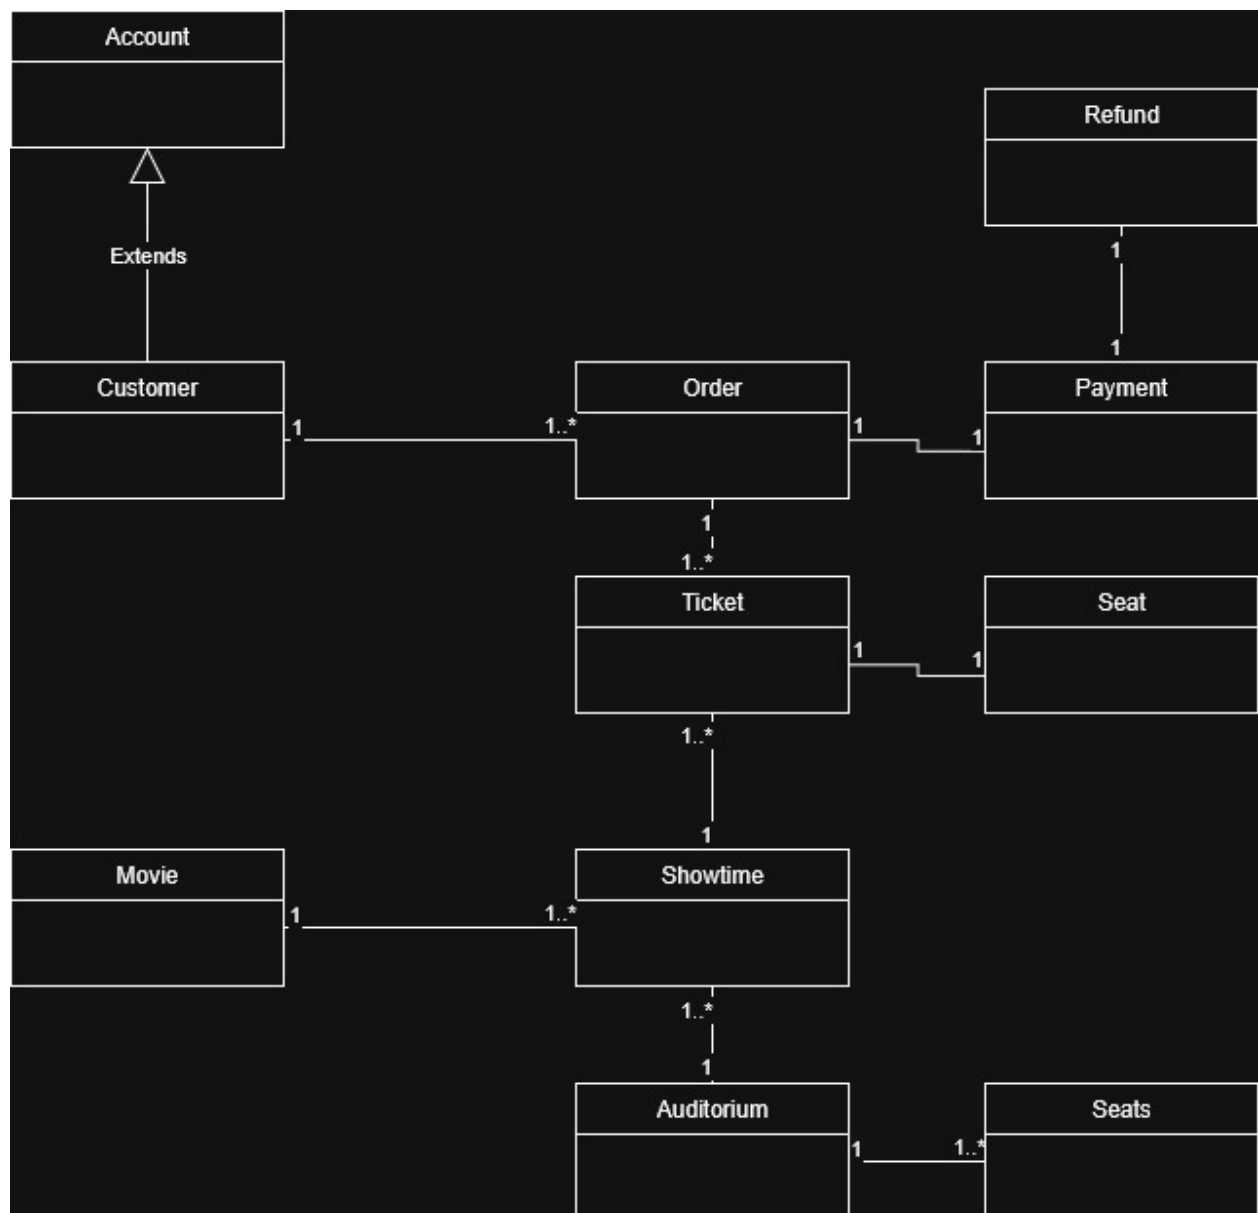 Account
Refund
1
Extends
1
Customer
Order
Payment
1
1..*
1
1
1
1..*
Ticket
Seat
1
1
1..*
1
Movie
Showtime
1
1..*
1..*
1
Auditorium
Seats
1
1..*